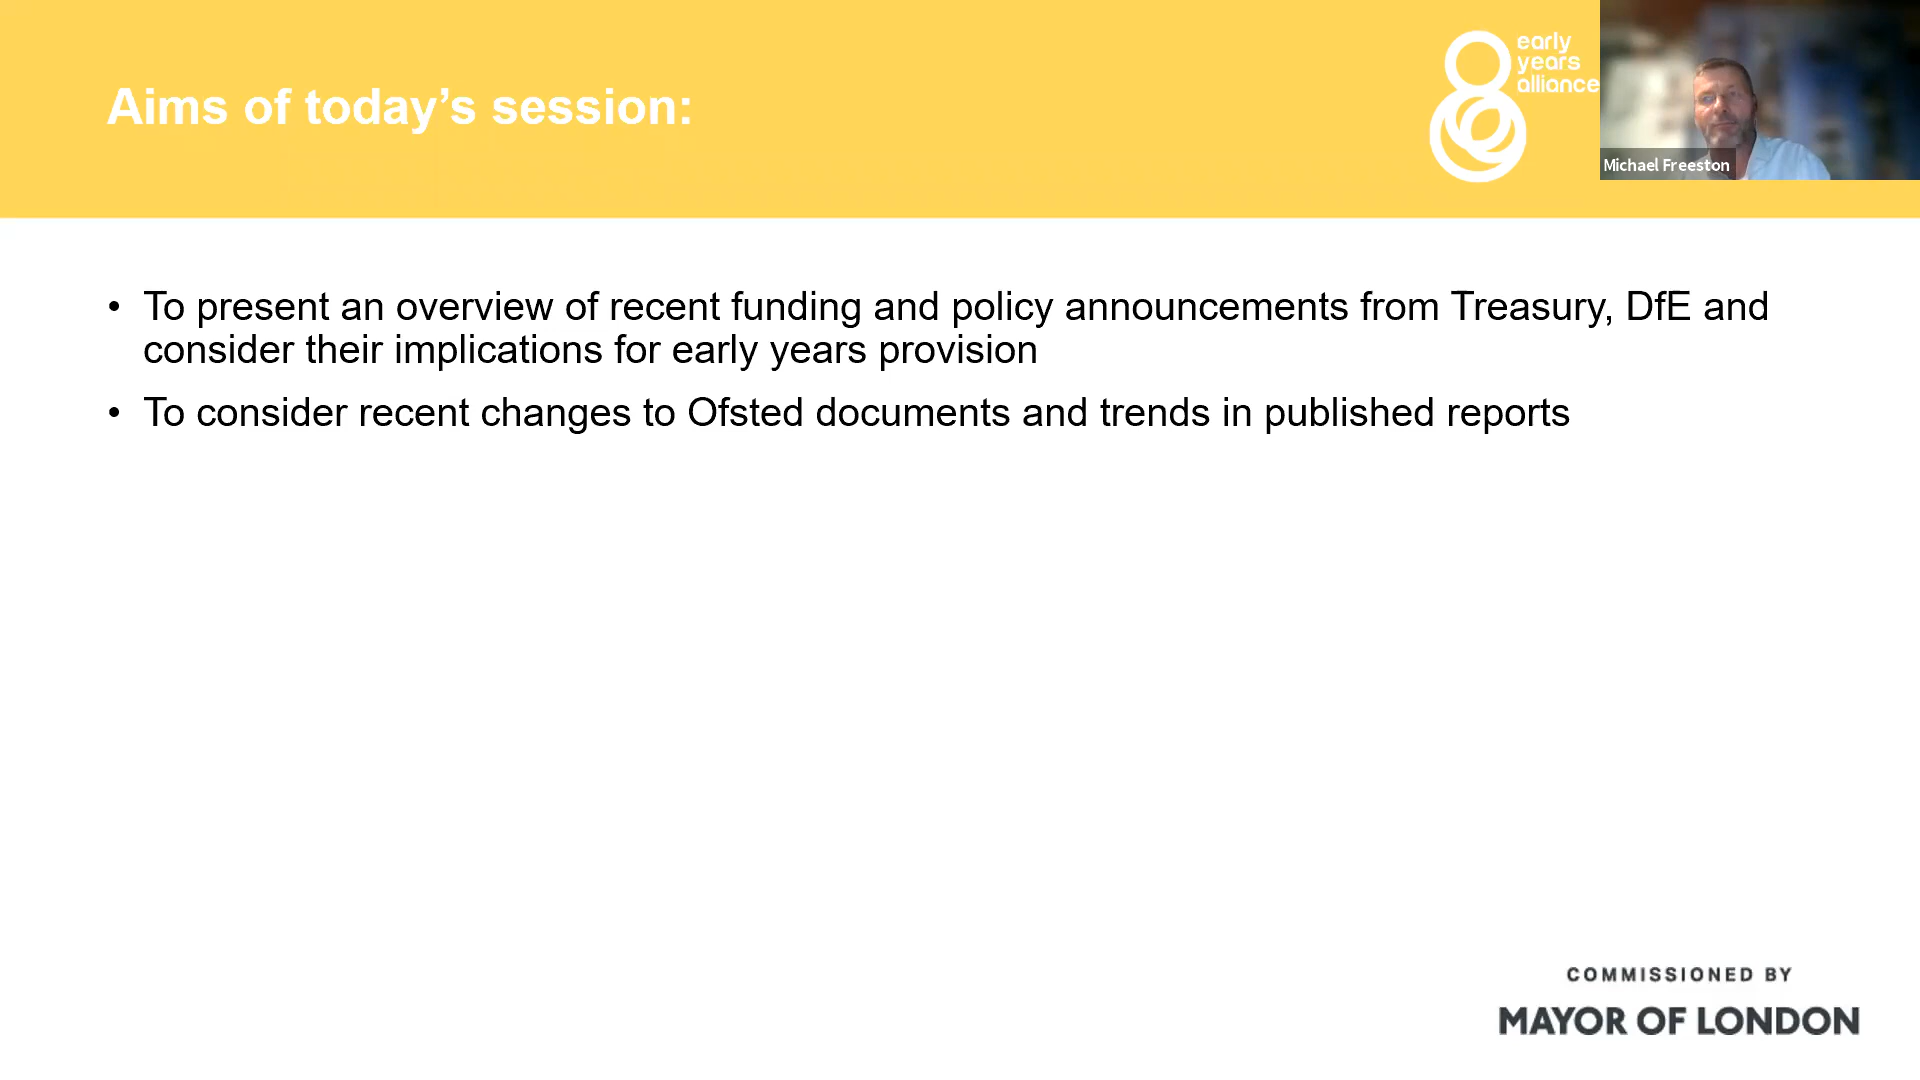 Aims of today’s session:
early
years
alliance
Michael Freeston
• To present an overview of recent funding and policy announcements from Treasury, DfE and
consider their implications for early years provision
• To consider recent changes to Ofsted documents and trends in published reports
COMMISSIONED BY
MAYOR OF LONDON